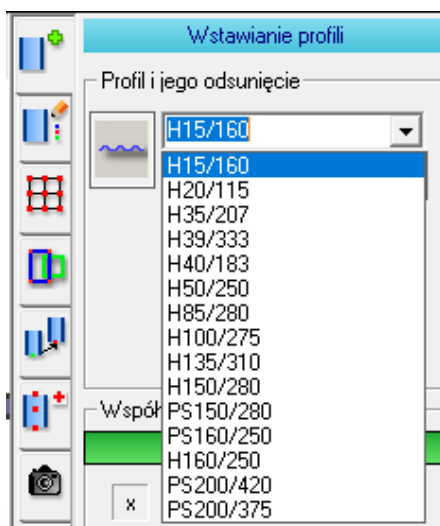 Wstawianie profili
Profil i jego odsunięcie
H15/160
H15/160
H20/115
H35/207
H39/333
H40/183
H50/250
H85/280
H100/275
H135/310
H150/280
PS150/280
PS160/250
H160/250
PS200/420
PS200/375
x